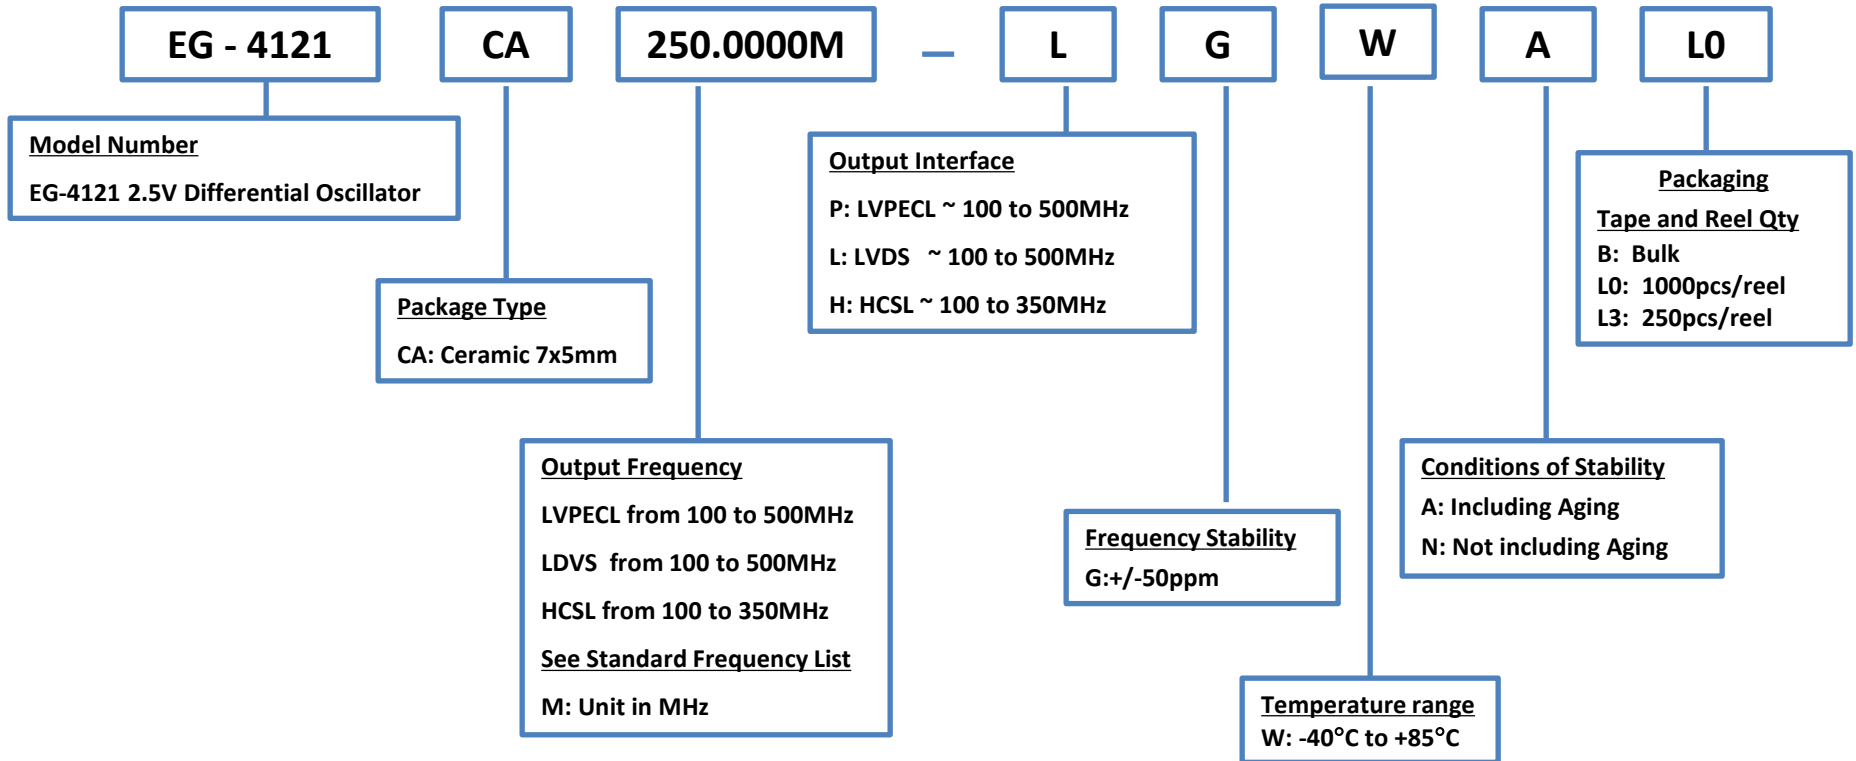 EG - 4121 CA 250.0000M – L G W A L0
Model Number
EG-4121 2.5V Differential Oscillator
Package Type
CA: Ceramic 7x5mm
Output Frequency
LVPECL from 100 to 500MHz
LDVS from 100 to 500MHz
HCSL from 100 to 350MHz
See Standard Frequency List
M: Unit in MHz
Output Interface
P: LVPECL ~ 100 to 500MHz
L: LVDS ~ 100 to 500MHz
H: HCSL ~ 100 to 350MHz
Frequency Stability
G:+/-50ppm
Temperature range
W: -40°C to +85°C
Conditions of Stability
A: Including Aging
N: Not including Aging
Packaging
Tape and Reel Qty
B: Bulk
L0: 1000pcs/reel
L3: 250pcs/reel